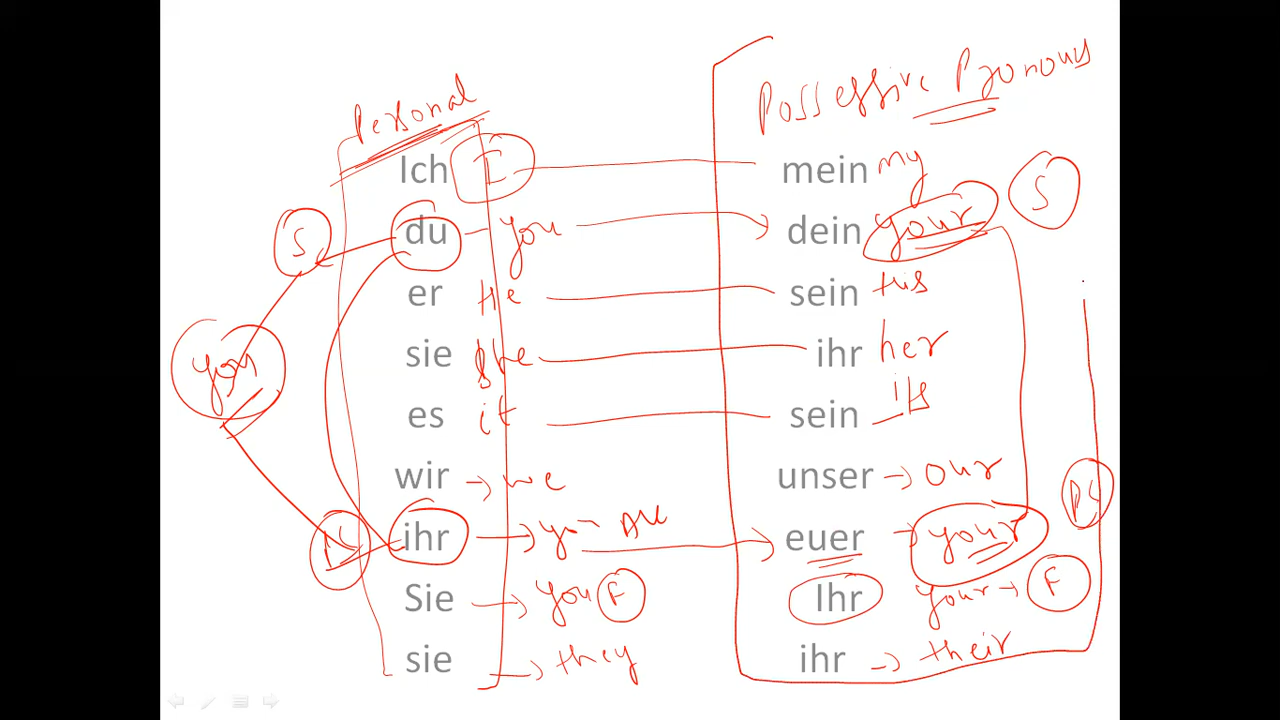 Personal
Possessive Pronouns
Ich I mein my
S du you dein your S
er He sein His
sie She ihr her
you
es it sein its
wir we unser our
ihr you All euer your
Sie you F Ihr your F
sie they ihr their